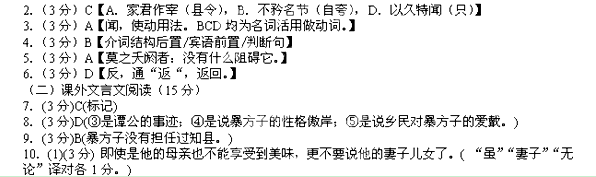 2.（3 分）C【A．家君作宰（县令），B．不矜名节（自夸），D．以久特闻（只）】
3.（3 分）A【闻，使动用法。BCD 均为名词活用做动词。】
4.（3 分）B【介词结构后置/宾语前置/判断句】
5.（3 分）A【莫之夭阏者：没有什么阻碍它。】
6.（3 分）D【反，通“返“，返回。】
（二）课外文言文阅读（15 分）
7.（3 分）C(标记)
8.（3 分）D(③是谭公的事迹；④是说暴方子的性格傲岸；⑤是说乡民对暴方子的爱戴。)
9.（3 分）B(暴方子没有担任过知县。)
10.（1)(3 分) 即使是他的母亲也不能享受到美味，更不要说他的妻子儿女了。( “虽”“妻子”“无
论”译对各 1 分。)